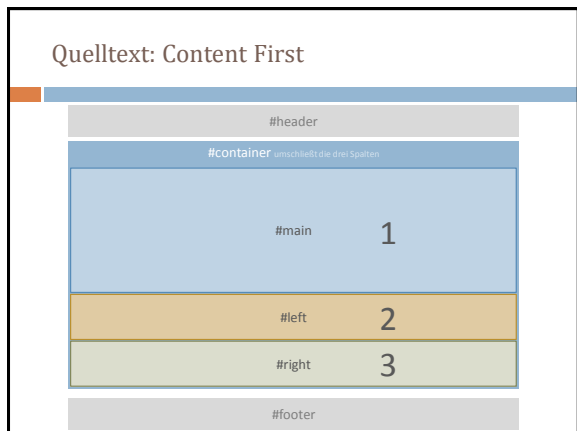 Quelltext: Content First
#header
#container umschließt die drei Spalten
#main 1
#left 2
#right 3
#footer